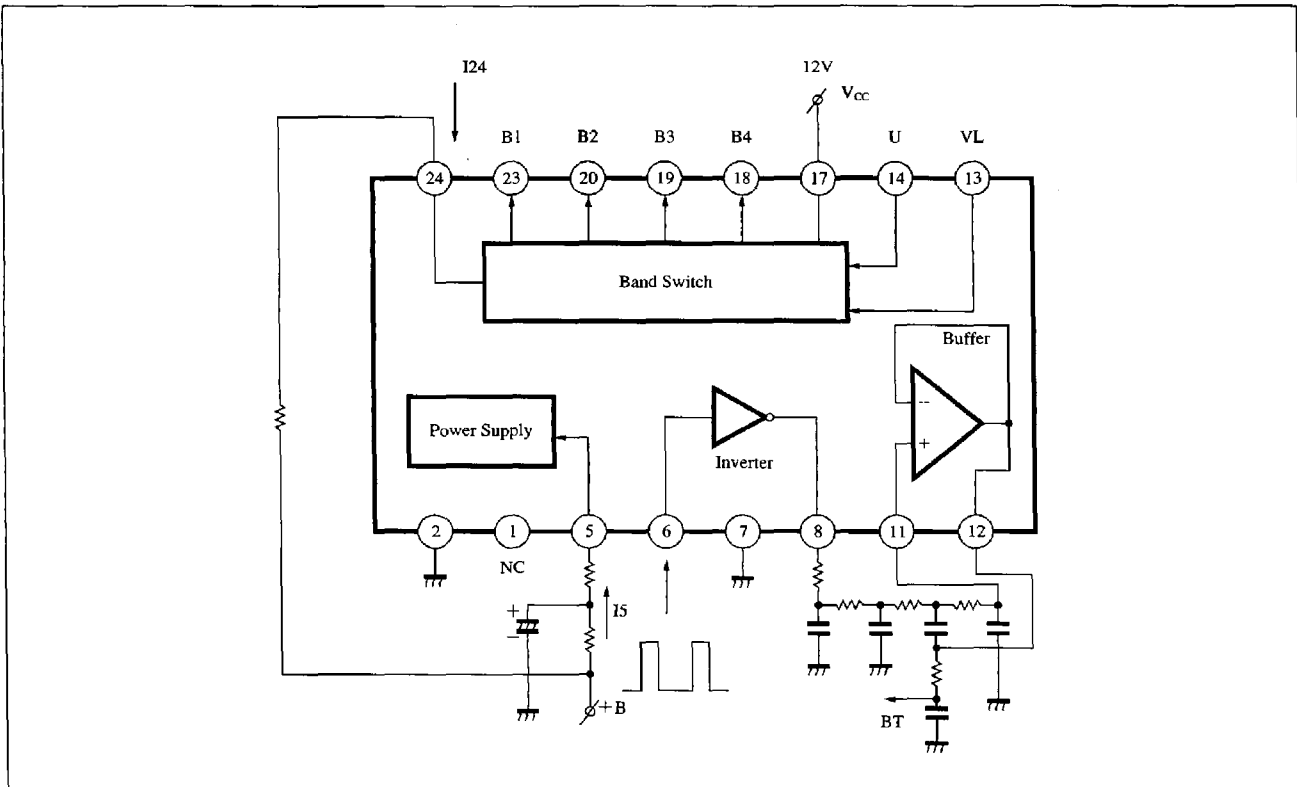 I24
12V
VCC
B1 B2 B3 B4 U VL
24 23 20 19 18 17 14 13
Band Switch
Buffer
−
+
Power Supply
Inverter
2 1 5 6 7 8 11 12
NC
+
I5
−
+B
BT